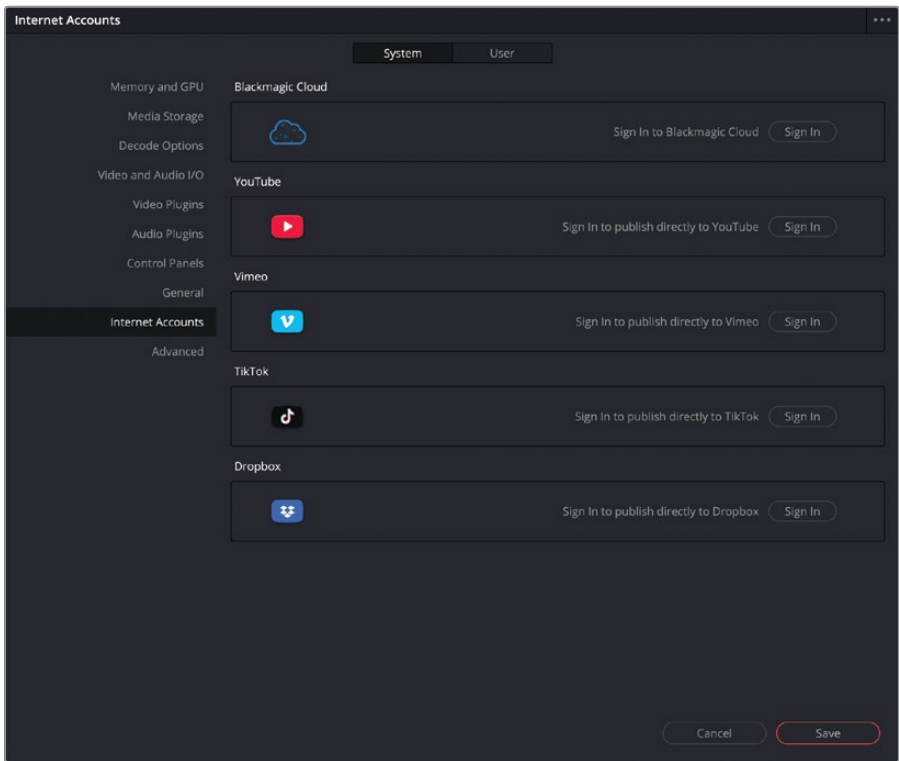 Internet Accounts
System User
Memory and GPU
Media Storage
Decode Options
Video and Audio I/O
Video Plugins
Audio Plugins
Control Panels
General
Internet Accounts
Advanced
Blackmagic Cloud
Sign In to Blackmagic Cloud Sign In
YouTube
Sign In to publish directly to YouTube Sign In
Vimeo
Sign In to publish directly to Vimeo Sign In
TikTok
Sign In to publish directly to TikTok Sign In
Dropbox
Sign In to publish directly to Dropbox Sign In
Cancel Save